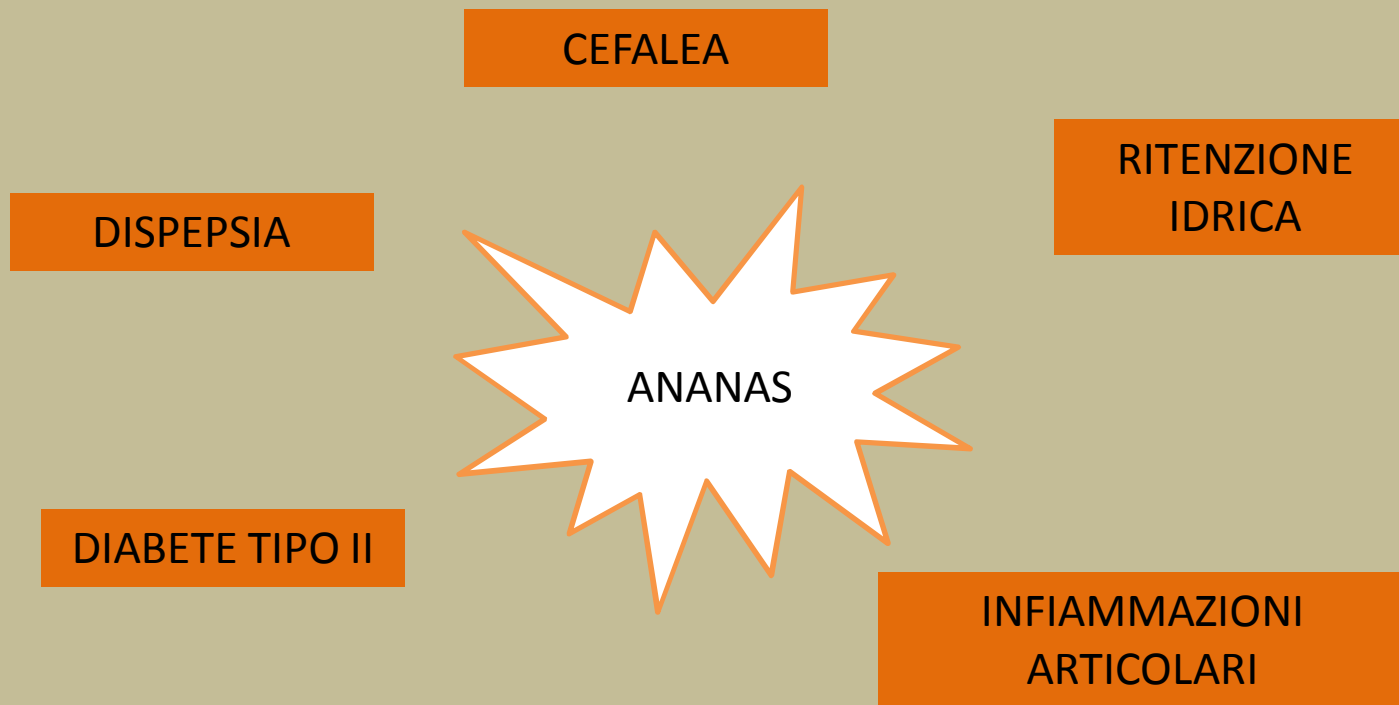 CEFALEA
RITENZIONE
IDRICA
DISPEPSIA
ANANAS
DIABETE TIPO II
INFIAMMAZIONI
ARTICOLARI